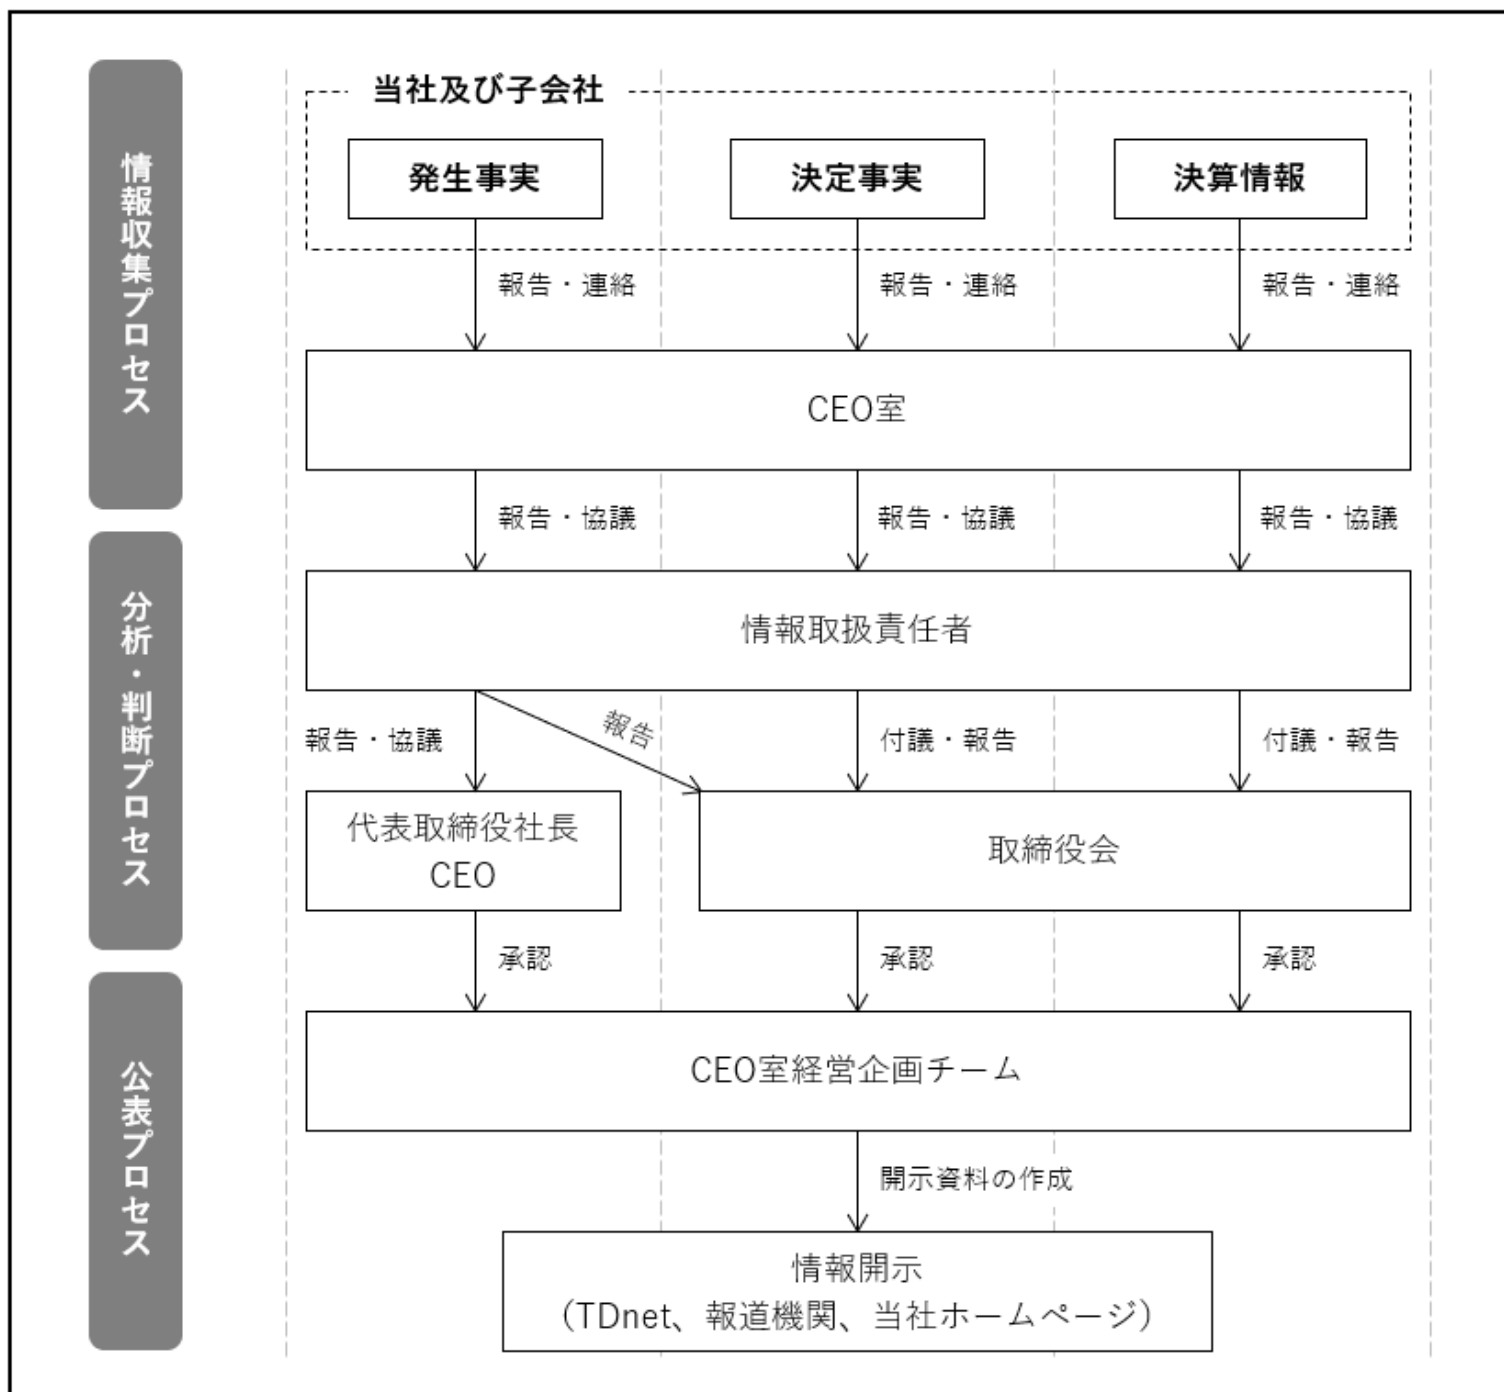 情報収集プロセス
当社及び子会社
発生事実
決定事実
決算情報
報告・連絡
報告・連絡
報告・連絡
CEO室
報告・協議
報告・協議
報告・協議
分析・判断プロセス
情報取扱責任者
報告・協議
報告
付議・報告
付議・報告
代表取締役社長
CEO
取締役会
承認
承認
承認
公表プロセス
CEO室経営企画チーム
開示資料の作成
情報開示
（TDnet、報道機関、当社ホームページ）